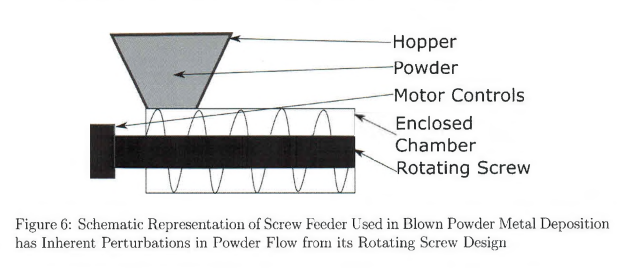 Hopper
Powder
Motor Controls
Enclosed
Chamber
Rotating Screw
Figure 6: Schematic Representation of Screw Feeder Used in Blown Powder Metal Deposition
has Inherent Perturbations in Powder Flow from its Rotating Screw Design